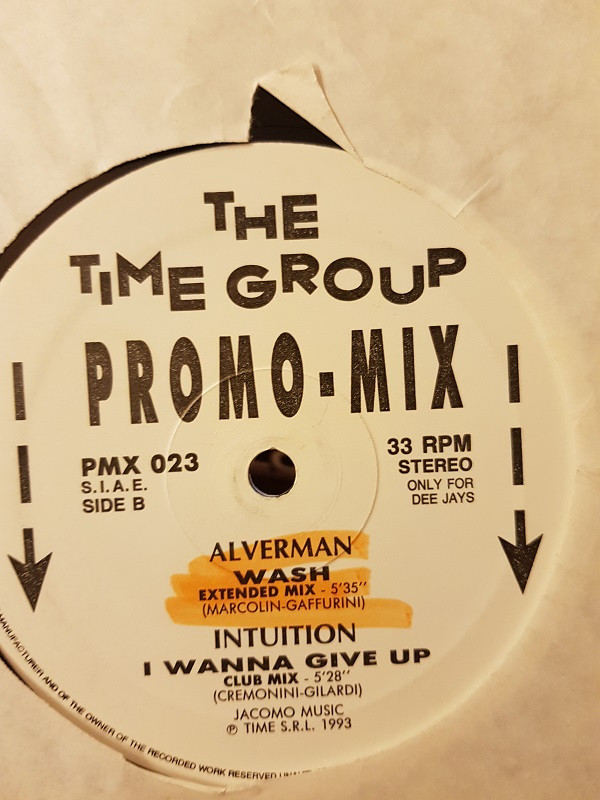 THE
TIME GROUP
PROMO-MIX
PMX 023
S.I.A.E.
SIDE B
33 RPM
STEREO
ONLY FOR
DEE JAYS
ALVERMAN
WASH
EXTENDED MIX - 5'35''
(MARCOLIN-GAFFURINI)
INTUITION
I WANNA GIVE UP
CLUB MIX - 5'28''
(CREMONINI-GILARDI)
JACOMO MUSIC
℗ TIME S.R.L. 1993
MANUFACTURER AND OF THE OWNER OF THE RECORDED WORK RESERVED